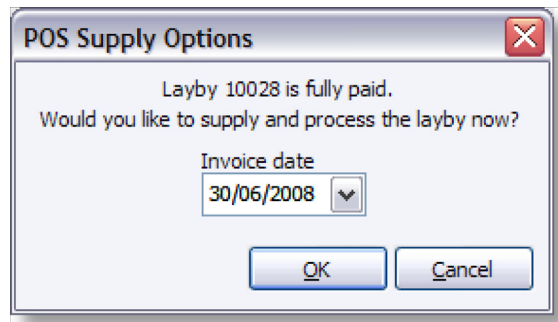 POS Supply Options
Layby 10028 is fully paid.
Would you like to supply and process the layby now?
Invoice date
30/06/2008
OK
Cancel